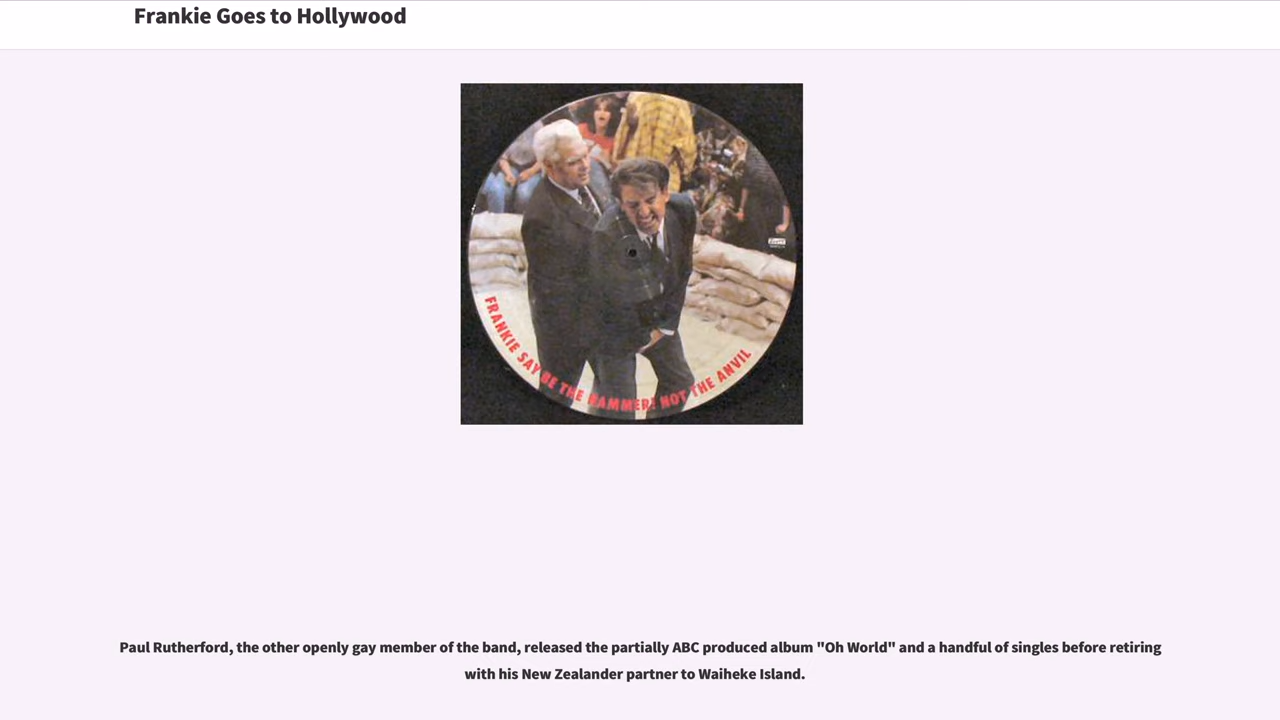 Frankie Goes to Hollywood
FRANKIE SAY BE THE HAMMER! NOT THE ANVIL
Paul Rutherford, the other openly gay member of the band, released the partially ABC produced album "Oh World" and a handful of singles before retiring
with his New Zealander partner to Waiheke Island.